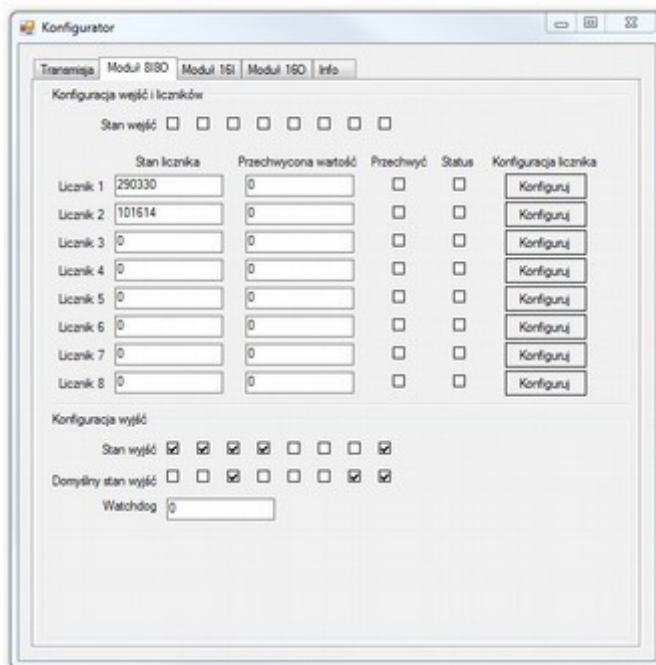 Konfigurator
Transmisja Moduł 8I8O Moduł 16I Moduł 16O Info
Konfiguracja wejść i liczników
Stan wejść
Stan licznika Przechwycona wartość Przechwyć Status Konfiguracja licznika
Licznik 1 290330 0 Konfiguruj
Licznik 2 101614 0 Konfiguruj
Licznik 3 0 0 Konfiguruj
Licznik 4 0 0 Konfiguruj
Licznik 5 0 0 Konfiguruj
Licznik 6 0 0 Konfiguruj
Licznik 7 0 0 Konfiguruj
Licznik 8 0 0 Konfiguruj
Konfiguracja wyjść
Stan wyjść
Domyślny stan wyjść
Watchdog 0